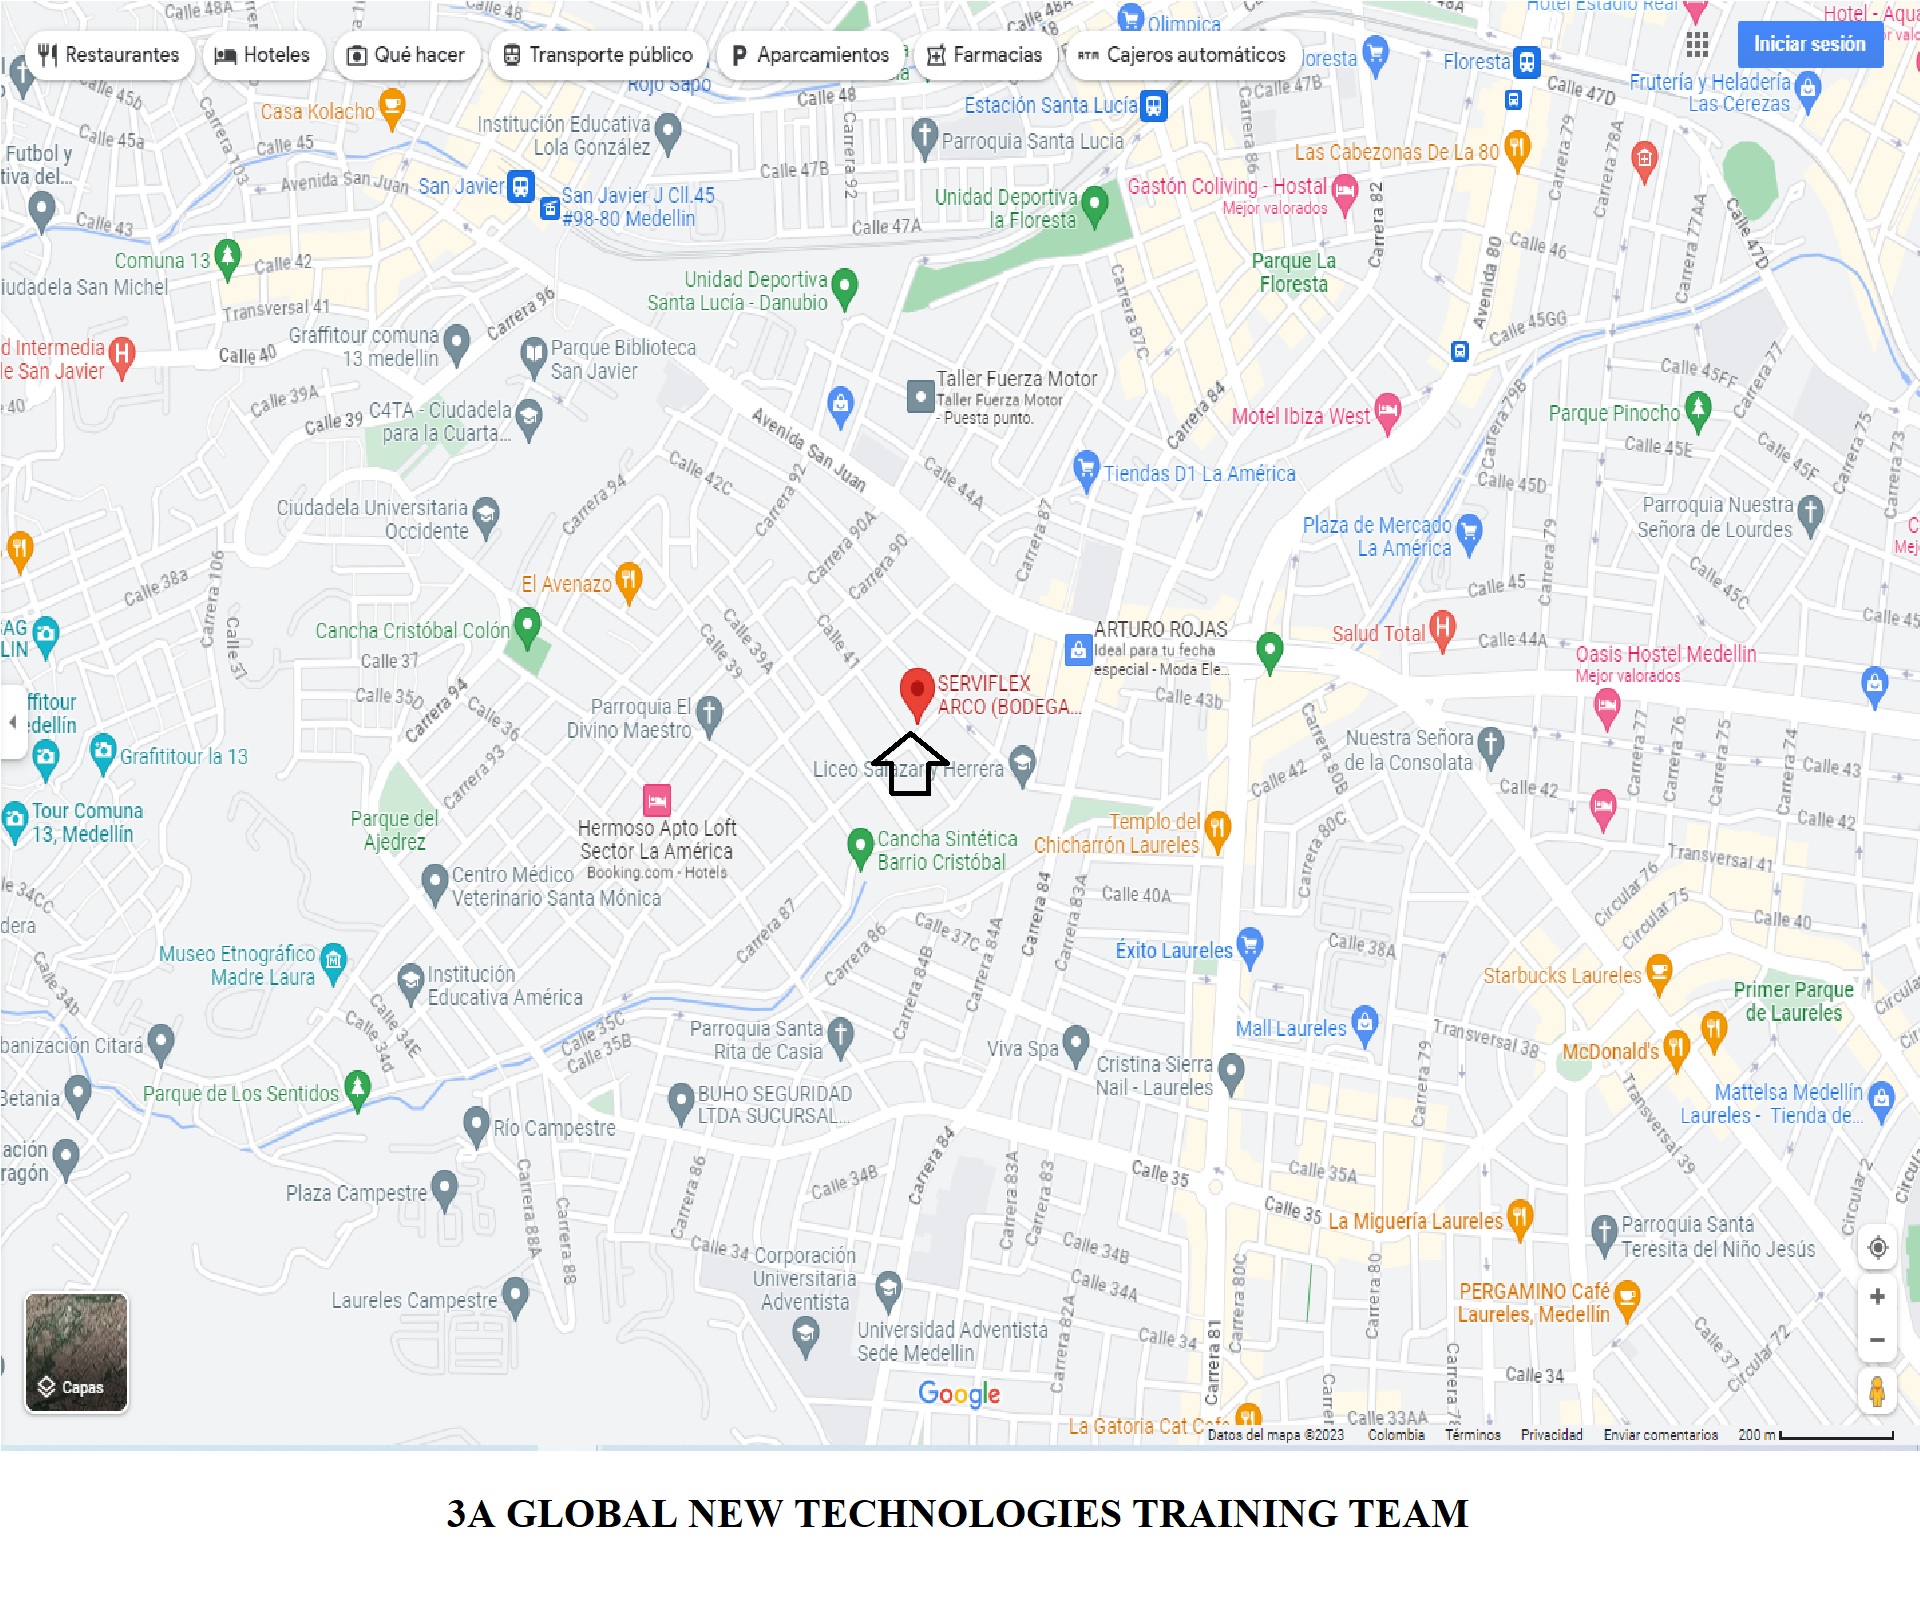 Calle 48
Calle 48A
Calle 48
Olimpica
Hotel Estadio Real
Hotel - Aqua
Restaurantes
Hoteles
Qué hacer
Transporte público
Aparcamientos
Farmacias
Cajeros automáticos
Floresta
Iniciar sesión
Rojo Sapo
Calle 48
Calle 47B
Calle 47D
Frutería y Heladería
Las Cerezas
Casa Kolacho
Calle 45b
Calle 45a
Calle 45
Carrera 103
Institución Educativa
Lola González
Carrera 92
Estación Santa Lucía
Parroquia Santa Lucia
Carrera 86
Las Cabezonas De La 80
Carrera 79
Carrera 78A
Futbol y
tiva del...
Avenida San Juan
San Javier
San Javier J Cll.45
#98-80 Medellin
Calle 47B
Calle 47A
Unidad Deportiva
la Floresta
Gastón Coliving - Hostal
Mejor valorados
Carrera 82
Carrera 77AA
Calle 47D
Calle 43
Comuna 13
Calle 42
iudadela San Michel
Transversal 41
Unidad Deportiva
Santa Lucía - Danubio
Parque La
Floresta
Avenida 80
Calle 46
Carrera 87C
Calle 45GG
d Intermedia
le San Javier
Calle 40
Graffitour comuna
13 medellin
Carrera 96
Parque Biblioteca
San Javier
Taller Fuerza Motor
Taller Fuerza Motor
- Puesta punto.
Carrera 84
Motel Ibiza West
Carrera 79B
Parque Pinocho
Calle 45FF
Carrera 77
Carrera 75
Carrera 73
40
Calle 39A
Calle 39
C4TA - Ciudadela
para la Cuarta...
Avenida San Juan
Calle 42C
Carrera 92
Calle 44A
Tiendas D1 La América
Calle 45E
Calle 45F
Calle 45D
Ciudadela Universitaria
Occidente
Carrera 94
Carrera 90A
Carrera 90
Carrera 87
Plaza de Mercado
La América
Carrera 79
Parroquia Nuestra
Señora de Lourdes
Calle 38a
Carrera 106
Calle 37
El Avenazo
Calle 45
Calle 45C
Calle 45
Cancha Cristóbal Colón
Calle 37
Calle 39A
Calle 39
Calle 41
ARTURO ROJAS
Ideal para tu fecha
especial - Moda Ele...
Salud Total
Calle 44A
Oasis Hostel Medellin
Mejor valorados
AG
LIN
SERVIFLEX
ARCO (BODEGA...
Calle 43b
Calle 35D
Carrera 94
Calle 36
Parroquia El
Divino Maestro
Carrera 80B
Nuestra Señora
de la Consolata
Carrera 77
Carrera 76
Carrera 75
Carrera 74
Calle 43
ffitour
edellín
Grafititour la 13
Carrera 93
Liceo Salazar y Herrera
Calle 42
Calle 42
Calle 42
Tour Comuna
13, Medellín
Parque del
Ajedrez
Hermoso Apto Loft
Sector La América
Booking.com - Hotels
Cancha Sintética
Barrio Cristóbal
Templo del
Chicharrón Laureles
Carrera 80C
Transversal 41
Calle 34CC
dera
Centro Médico
Veterinario Santa Mónica
Carrera 84
Carrera 83A
Calle 40A
Circular 76
Circular 75
Calle 40
Carrera 87
Carrera 86
Calle 37C
Carrera 84A
Carrera 84B
Éxito Laureles
Calle 38A
Starbucks Laureles
Museo Etnográfico
Madre Laura
Institución
Educativa América
Calle 34b
Calle 34E
Calle 34d
Primer Parque
de Laureles
banización Citará
Calle 35C
Calle 35B
Parroquia Santa
Rita de Casia
Viva Spa
Mall Laureles
Cristina Sierra
Nail - Laureles
Transversal 38
Carrera 79
McDonald's
Betania
Parque de Los Sentidos
BUHO SEGURIDAD
LTDA SUCURSAL...
Transversal 39
Mattelsa Medellín
Laureles - Tienda de...
Río Campestre
ación
ragón
Plaza Campestre
Carrera 88A
Carrera 88
Carrera 86
Calle 34B
Carrera 84
Carrera 83A
Carrera 83
Calle 35
Calle 35A
Calle 35
La Miguería Laureles
Circular 2
Parroquia Santa
Teresita del Niño Jesús
Calle 34
Corporación
Universitaria
Adventista
Calle 34B
Calle 34A
Carrera 80C
Carrera 80
PERGAMINO Café
Laureles, Medellín
Laureles Campestre
Universidad Adventista
Sede Medellin
Carrera 82A
Calle 34
Carrera 81
Calle 34
Calle 37
Circular 72
Capas
Google
La Gatoria Cat Cafe
Calle 33AA
Datos del mapa ©2023
Colombia
Términos
Privacidad
Enviar comentarios
200 m
3A GLOBAL NEW TECHNOLOGIES TRAINING TEAM